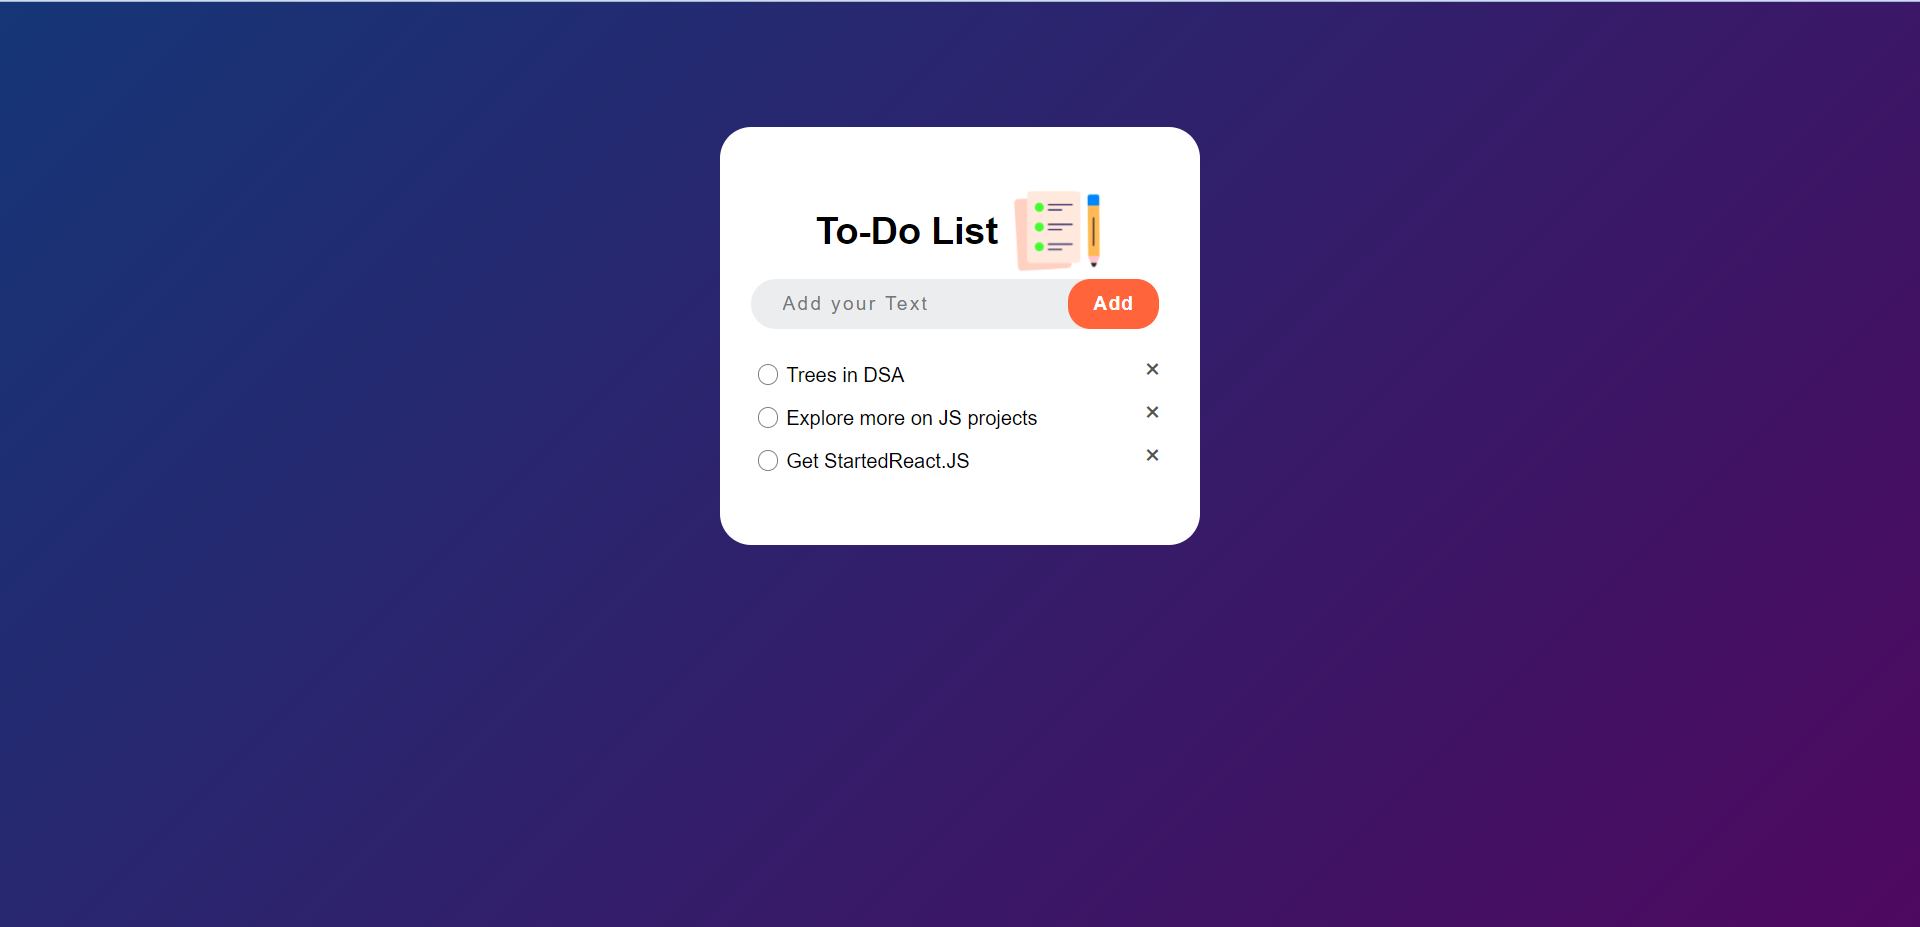 To-Do List
Add your Text
Add
Trees in DSA
Explore more on JS projects
Get StartedReact.JS